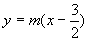 y = m(x − 3/2)